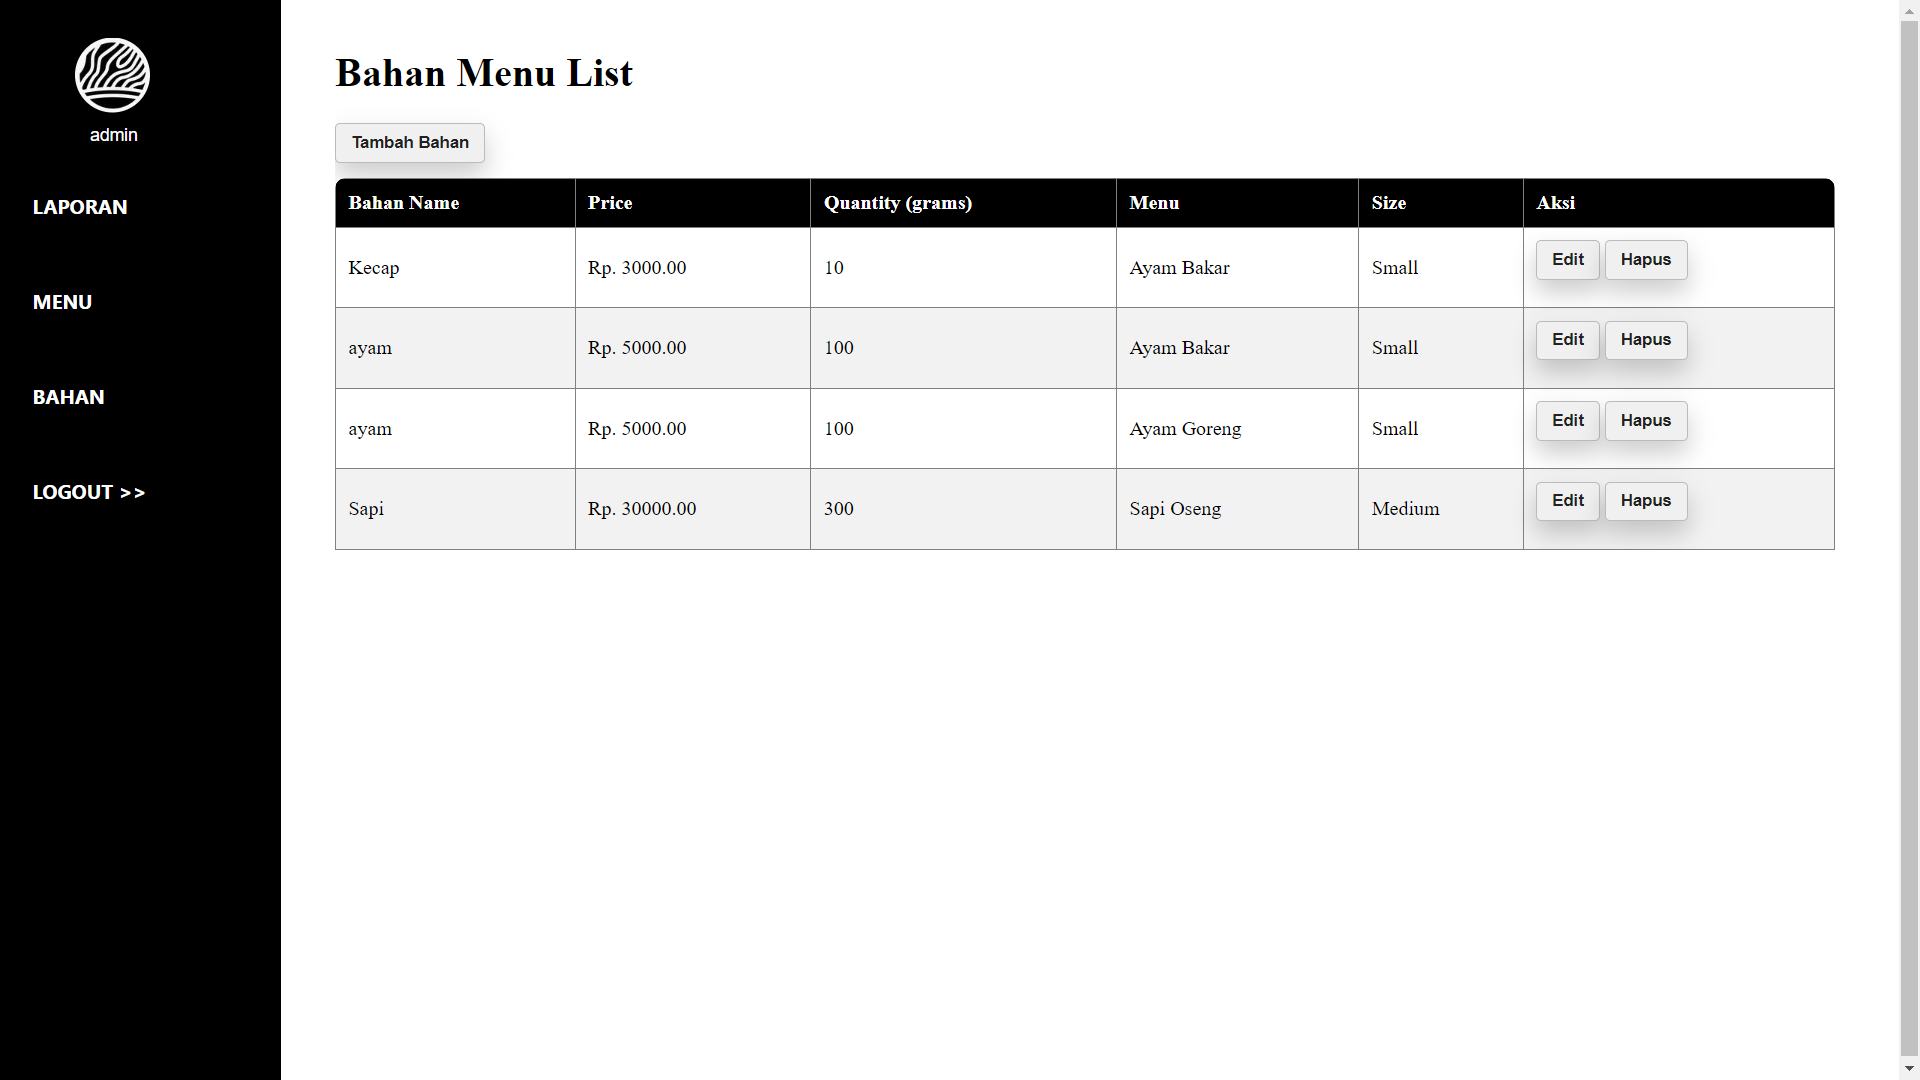 admin
LAPORAN
MENU
BAHAN
LOGOUT >>
Bahan Menu List
Tambah Bahan
Bahan Name Price Quantity (grams) Menu Size Aksi
Kecap Rp. 3000.00 10 Ayam Bakar Small Edit Hapus
ayam Rp. 5000.00 100 Ayam Bakar Small Edit Hapus
ayam Rp. 5000.00 100 Ayam Goreng Small Edit Hapus
Sapi Rp. 30000.00 300 Sapi Oseng Medium Edit Hapus